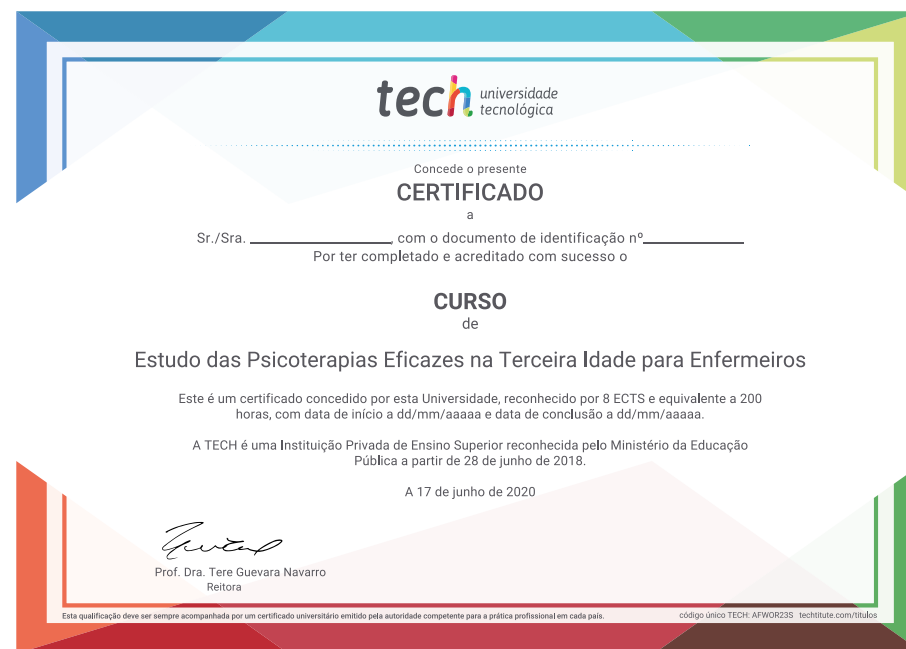 tech universidade
tecnológica
Concede o presente
CERTIFICADO
a
Sr./Sra. ____________________, com o documento de identificação nº______________
Por ter completado e acreditado com sucesso o
CURSO
de
Estudo das Psicoterapias Eficazes na Terceira Idade para Enfermeiros
Este é um certificado concedido por esta Universidade, reconhecido por 8 ECTS e equivalente a 200
horas, com data de início a dd/mm/aaaaa e data de conclusão a dd/mm/aaaaa.
A TECH é uma Instituição Privada de Ensino Superior reconhecida pelo Ministério da Educação
Pública a partir de 28 de junho de 2018.
A 17 de junho de 2020
Prof. Dra. Tere Guevara Navarro
Reitora
Esta qualificação deve ser sempre acompanhada por um certificado universitário emitido pela autoridade competente para a prática profissional em cada país.
código único TECH: AFWOR23S techtitute.com/titulos